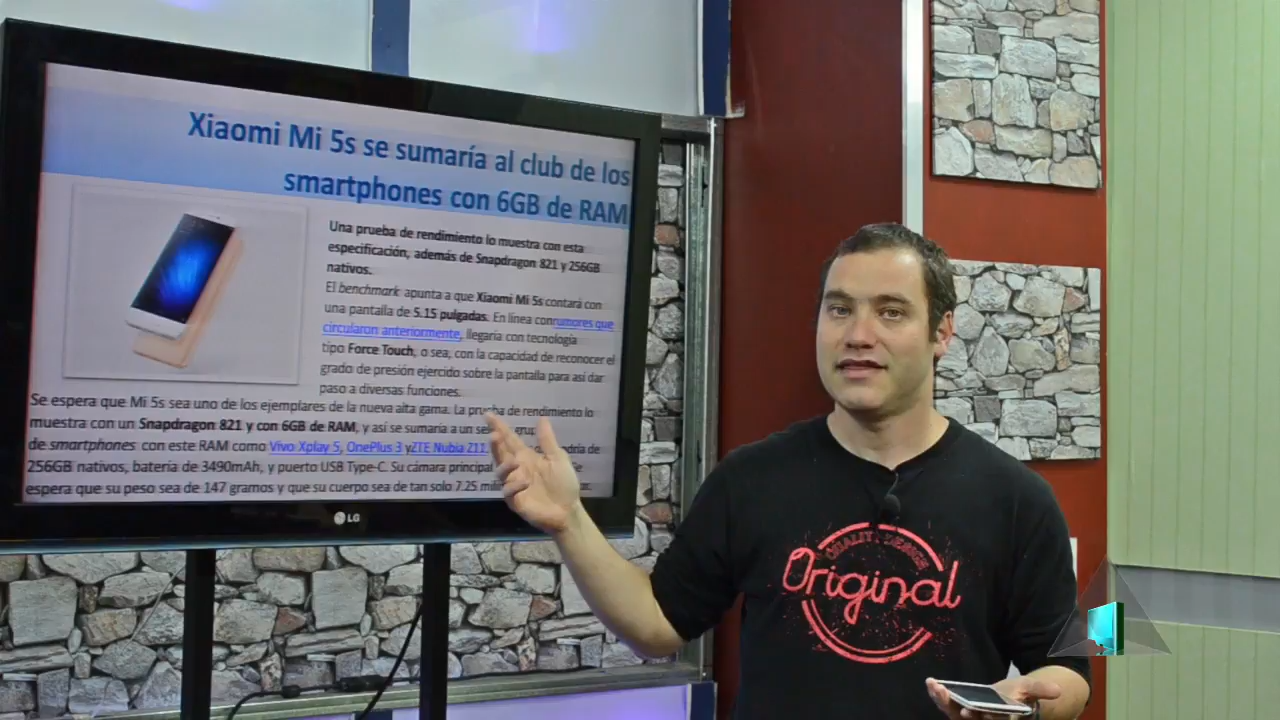 Xiaomi Mi 5s se sumaría al club de los
smartphones con 6GB de RAM
Una prueba de rendimiento lo muestra con esta
especificación, además de Snapdragon 821 y 256GB
nativos.
El benchmark apunta a que Xiaomi Mi 5s contará con
una pantalla de 5.15 pulgadas. En línea conrumores que
circularon anteriormente, llegaría con tecnología
tipo Force Touch, o sea, con la capacidad de reconocer el
grado de presión ejercido sobre la pantalla para así dar
paso a diversas funciones.
Se espera que Mi 5s sea uno de los ejemplares de la nueva alta gama. La prueba de rendimiento lo
muestra con un Snapdragon 821 y con 6GB de RAM, y así se sumaría a un
de smartphones con este RAM como Vivo Xplay 5, OnePlus 3 yZTE Nubia Z11. de
256GB nativos, batería de 3490mAh, y puerto USB Type-C. Su cámara principal
espera que su peso sea de 147 gramos y que su cuerpo sea de tan solo 7.25
LG
QUALITY DESIGN
Original